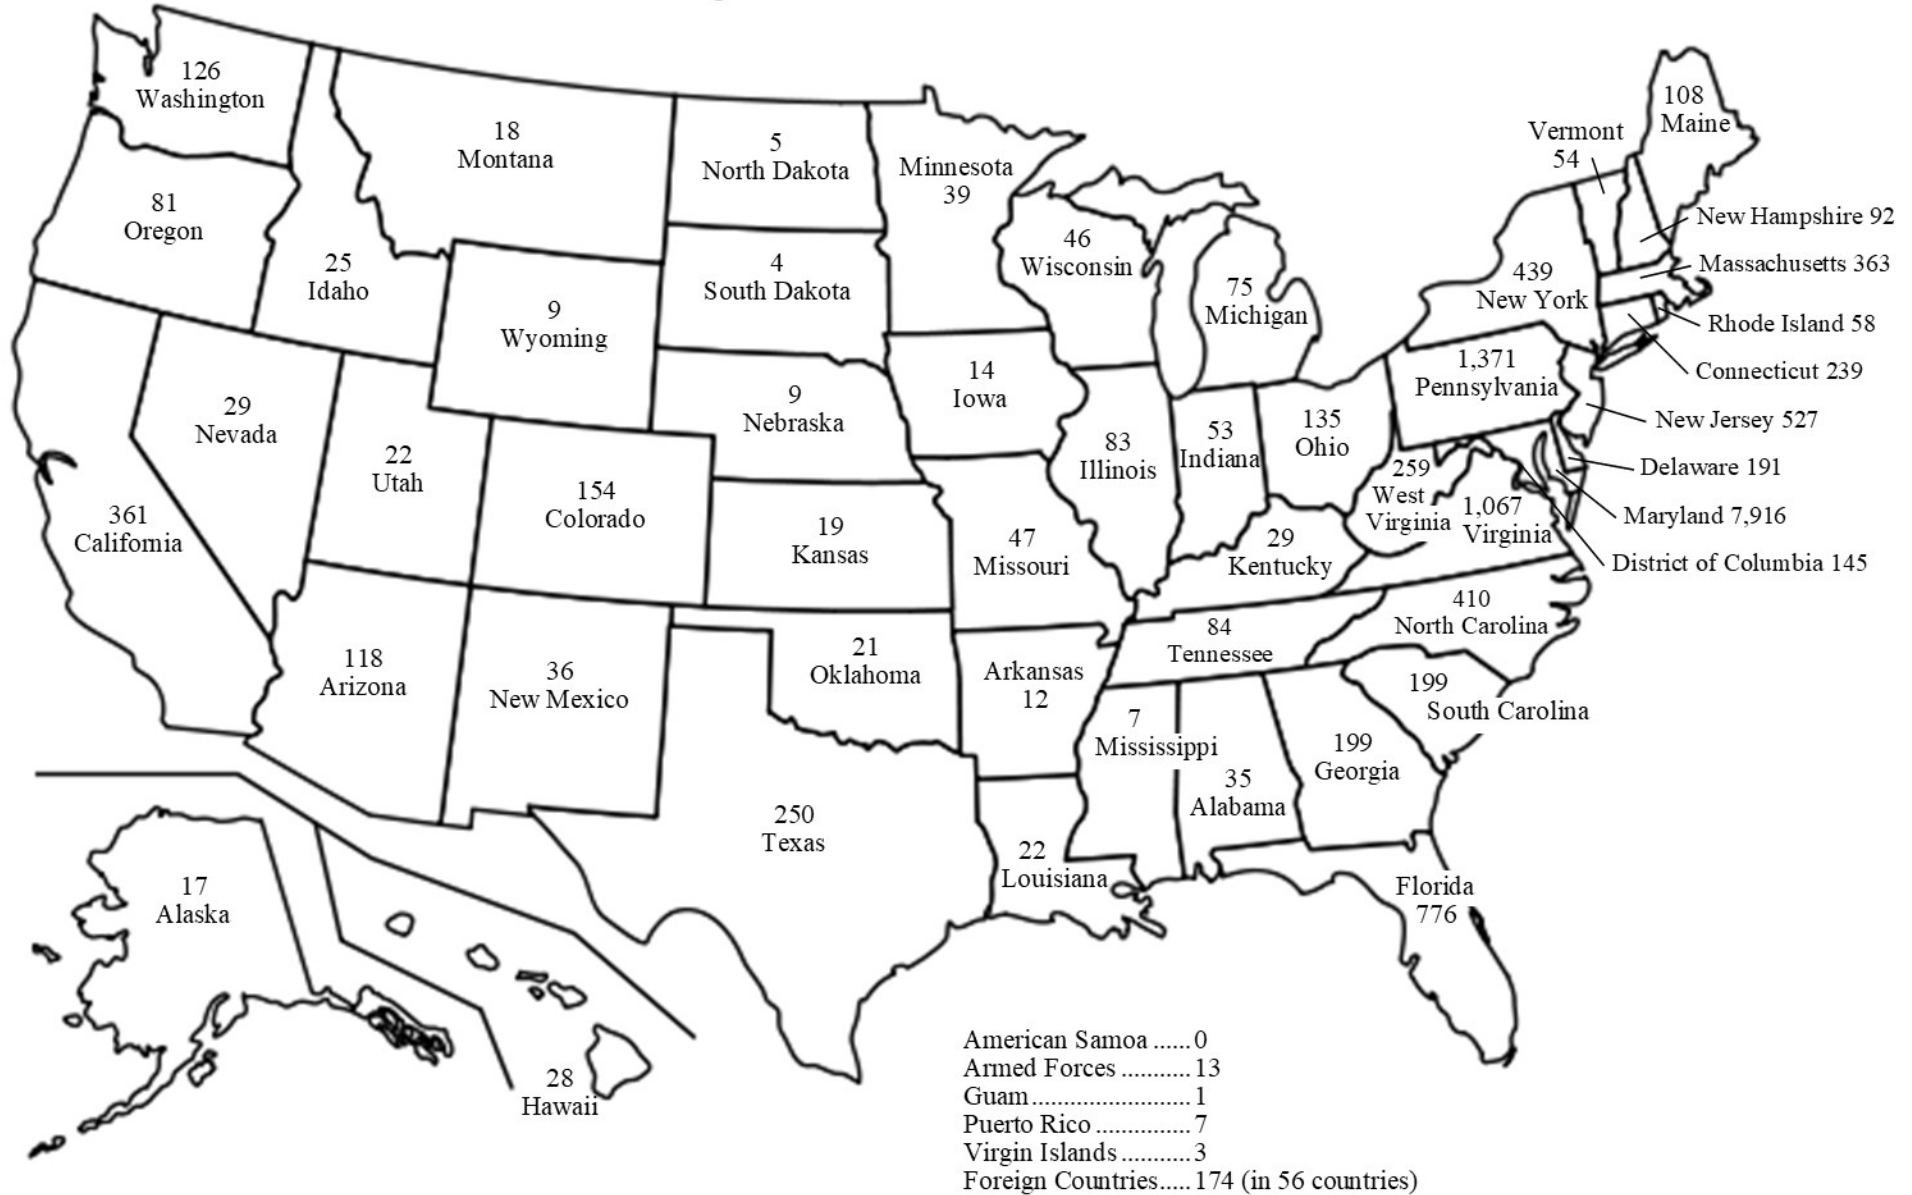 126
Washington
18
Montana
5
North Dakota
Minnesota
39
108
Maine
Vermont
54
81
Oregon
25
Idaho
9
Wyoming
4
South Dakota
46
Wisconsin
75
Michigan
439
New York
New Hampshire 92
Massachusetts 363
Rhode Island 58
Connecticut 239
1,371
Pennsylvania
New Jersey 527
Delaware 191
Maryland 7,916
District of Columbia 145
29
Nevada
22
Utah
154
Colorado
9
Nebraska
14
Iowa
83
Illinois
53
Indiana
135
Ohio
259
West
Virginia
1,067
Virginia
361
California
19
Kansas
47
Missouri
29
Kentucky
410
North Carolina
84
Tennessee
118
Arizona
36
New Mexico
21
Oklahoma
Arkansas
12
7
Mississippi
35
Alabama
199
Georgia
199
South Carolina
250
Texas
22
Louisiana
Florida
776
17
Alaska
28
Hawaii
American Samoa ......0
Armed Forces ...........13
Guam.........................1
Puerto Rico ...............7
Virgin Islands ...........3
Foreign Countries.....174 (in 56 countries)